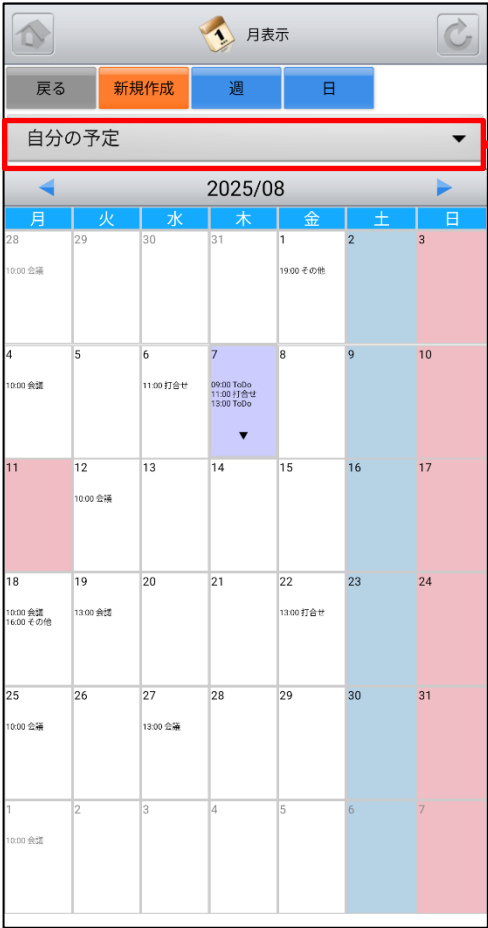 月表示
戻る 新規作成 週 日
自分の予定
2025/08
月 火 水 木 金 土 日
28 29 30 31 1 2 3
10:00 会議 19:00 その他
4 5 6 7 8 9 10
10:00 会議 11:00 打合せ 09:00 ToDo
11:00 打合せ
13:00 ToDo
11 12 13 14 15 16 17
10:00 会議
18 19 20 21 22 23 24
10:00 会議 13:00 会議 13:00 打合せ
16:00 その他
25 26 27 28 29 30 31
10:00 会議 13:00 会議
1 2 3 4 5 6 7
10:00 会議